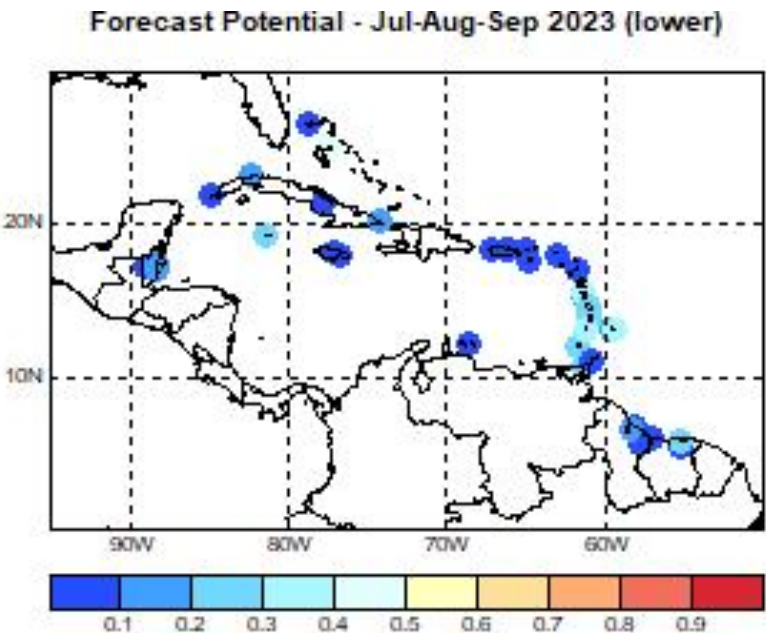 Forecast Potential - Jul-Aug-Sep 2023 (lower)
20N
10N
90W 80W 70W 60W
0.1 0.2 0.3 0.4 0.5 0.6 0.7 0.8 0.9